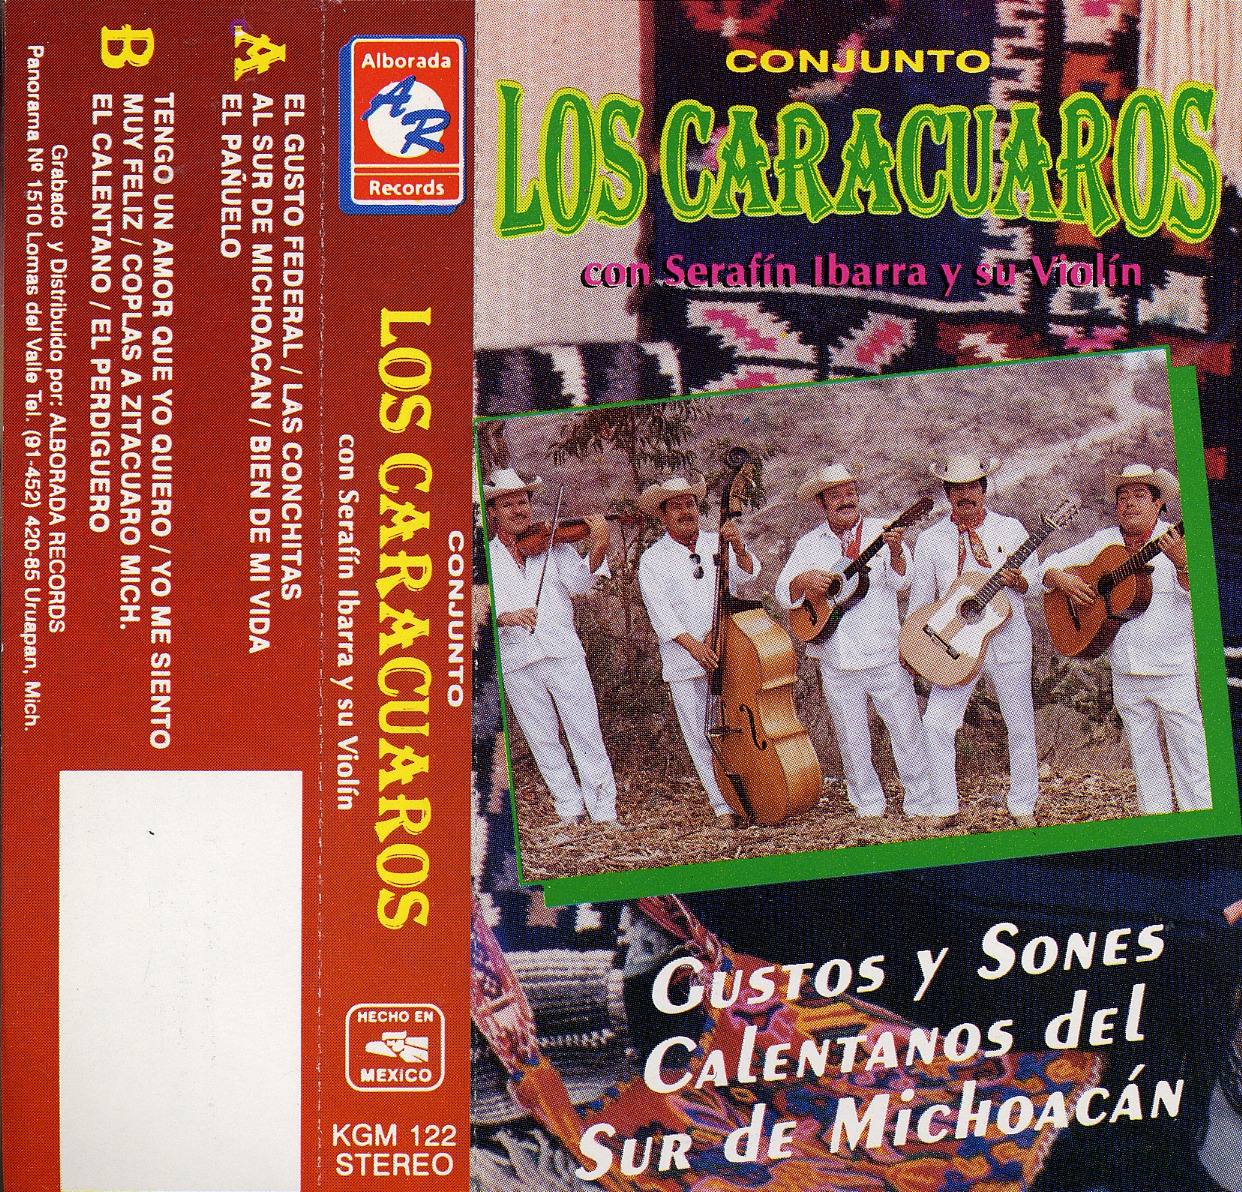 CONJUNTO
LOS CARACUAROS
con Serafín Ibarra y su Violín
GUSTOS y SONES
CALENTANOS dEL
SUR dE MichOACÁN
Alborada
AR
Records
CONJUNTO
LOS CARACUAROS
con Serafín Ibarra y su Violín
HECHO EN
MEXICO
KGM 122
STEREO
A
EL GUSTO FEDERAL / LAS CONCHITAS
AL SUR DE MICHOACAN / BIEN DE MI VIDA
EL PAÑUELO
B
TENGO UN AMOR QUE YO QUIERO / YO ME SIENTO
MUY FELIZ / COPLAS A ZITACUARO MICH.
EL CALENTANO / EL PERDIGUERO
Grabado y Distribuido por: ALBORADA RECORDS
Panorama Nº 1510 Lomas del Valle Tel. (91-452) 420-85 Uruapan, Mich.